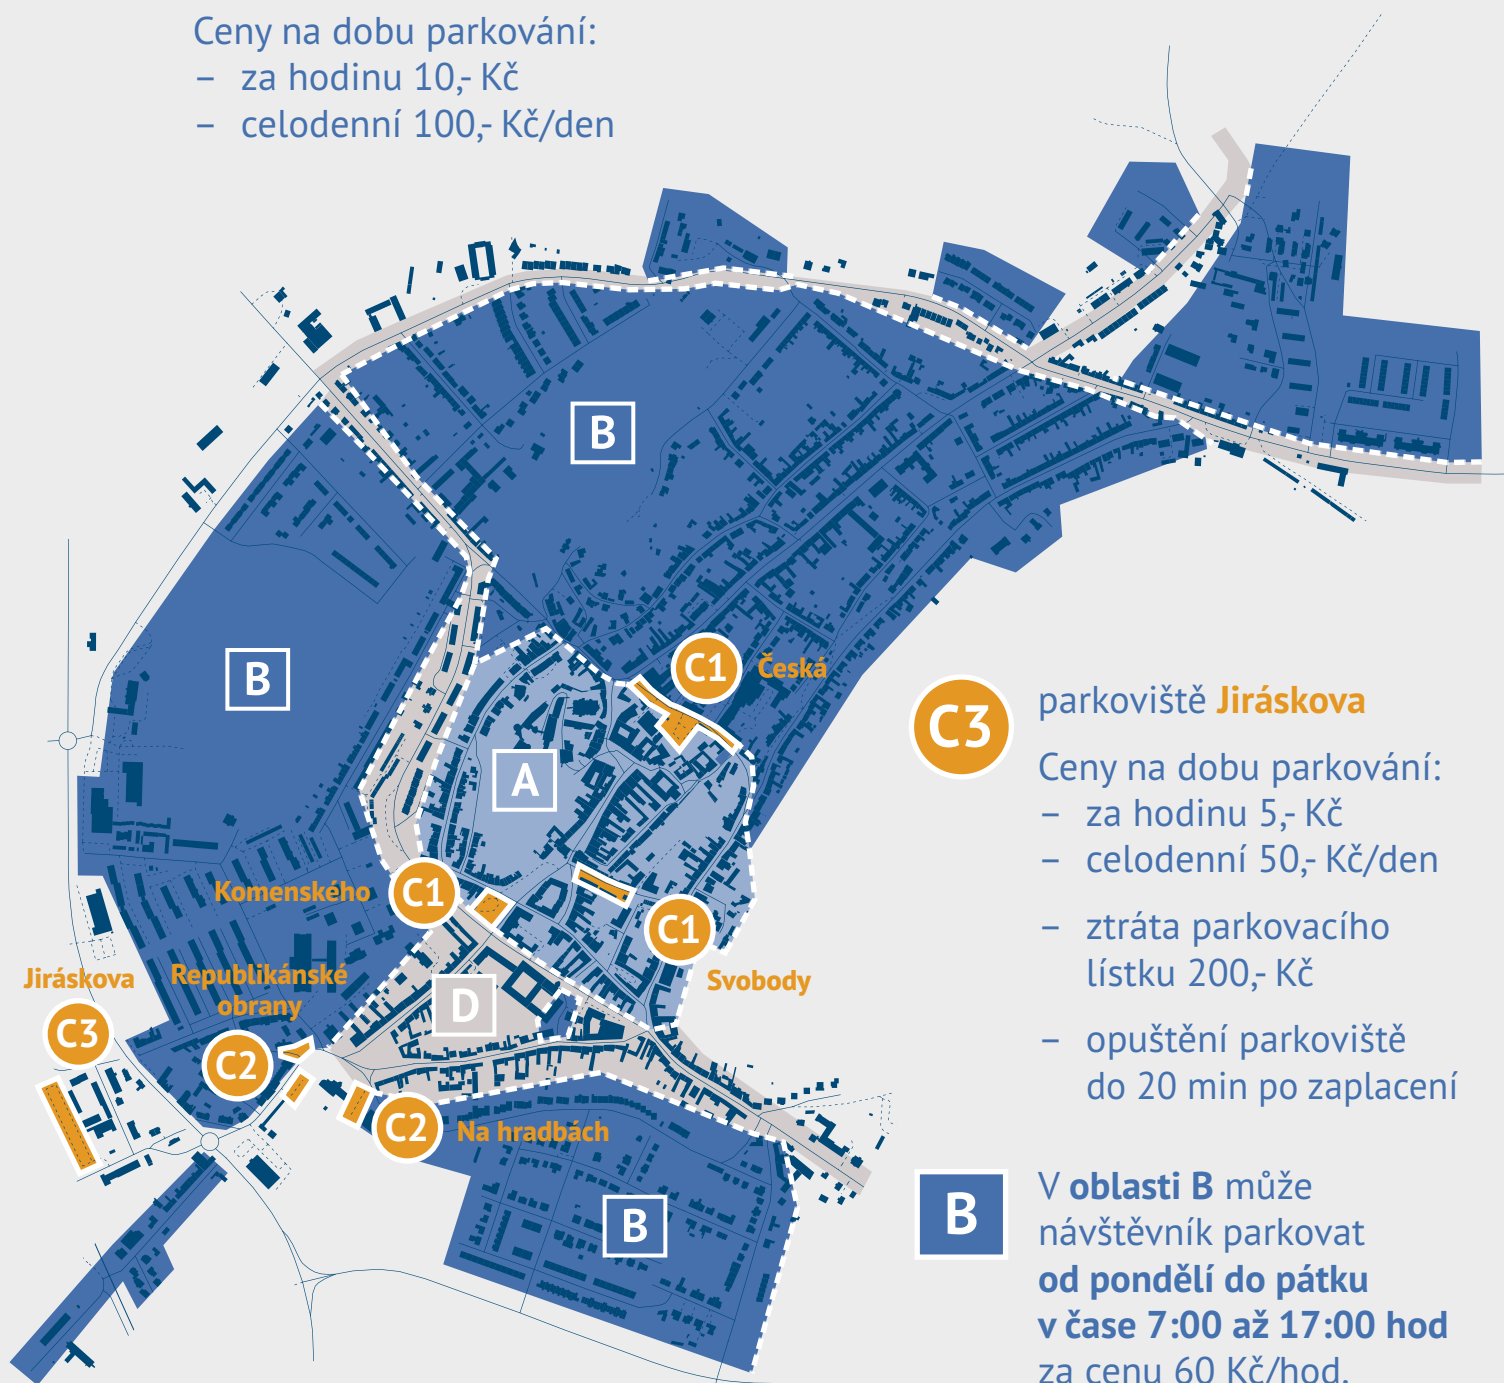 Ceny na dobu parkování:
– za hodinu 10,- Kč
– celodenní 100,- Kč/den
B
B
C1 Česká
A
Komenského C1
C1
Svobody
Jiráskova
C3
Republikánské
obrany
C2
D
C2 Na hradbách
B
C3 parkoviště Jiráskova
Ceny na dobu parkování:
– za hodinu 5,- Kč
– celodenní 50,- Kč/den
– ztráta parkovacího
lístku 200,- Kč
– opuštění parkoviště
do 20 min po zaplacení
B V oblasti B může
návštěvník parkovat
od pondělí do pátku
v čase 7:00 až 17:00 hod
za cenu 60 Kč/hod.